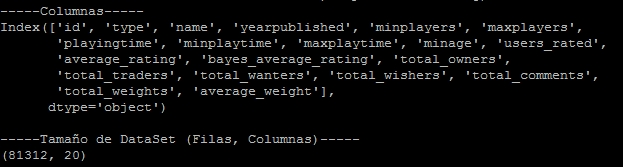 -----Columnas-----
Index(['id', 'type', 'name', 'yearpublished', 'minplayers', 'maxplayers',
       'playingtime', 'minplaytime', 'maxplaytime', 'minage', 'users_rated',
       'average_rating', 'bayes_average_rating', 'total_owners',
       'total_traders', 'total_wanters', 'total_wishers', 'total_comments',
       'total_weights', 'average_weight'],
      dtype='object')

-----Tamaño de DataSet (Filas, Columnas)-----
(81312, 20)